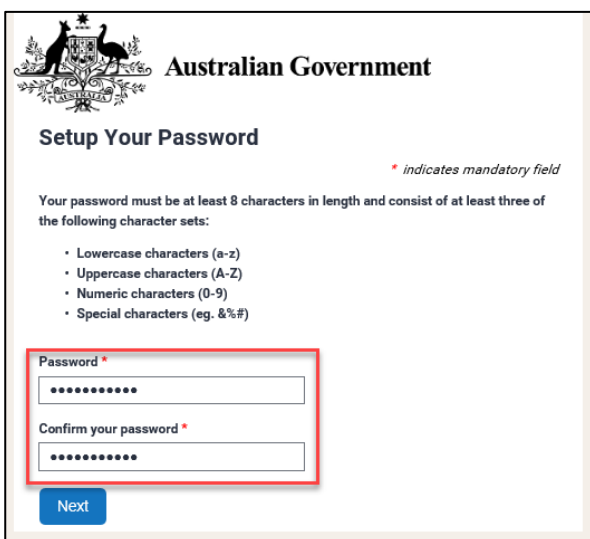 AUSTRALIA
Australian Government
Setup Your Password
* indicates mandatory field
Your password must be at least 8 characters in length and consist of at least three of
the following character sets:
• Lowercase characters (a-z)
• Uppercase characters (A-Z)
• Numeric characters (0-9)
• Special characters (eg. &%#)
Password *
•••••••••••
Confirm your password *
•••••••••••
Next